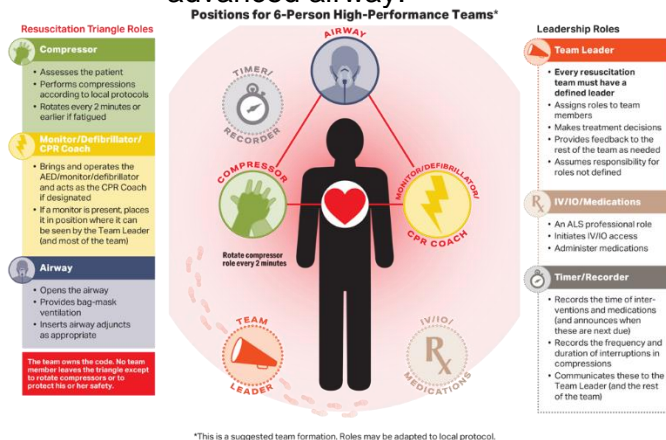 advanced airway.
Positions for 6-Person High-Performance Teams*
Resuscitation Triangle Roles
Compressor
• Assesses the patient
• Performs compressions
according to local protocols
• Rotates every 2 minutes or
earlier if fatigued
Monitor/Defibrillator/
CPR Coach
• Brings and operates the
AED/monitor/defibrillator
and acts as the CPR Coach
if designated
• If a monitor is present, places
it in position where it can
be seen by the Team Leader
(and most of the team)
Airway
• Opens the airway
• Provides bag-mask
ventilation
• Inserts airway adjuncts
as appropriate
The team owns the code. No team
member leaves the triangle except
to rotate compressors or to
protect his or her safety.
AIRWAY
TIMER/
RECORDER
COMPRESSOR
Rotate compressor
role every 2 minutes
MONITOR/DEFIBRILLATOR/
CPR COACH
TEAM
LEADER
IV/IO/
MEDICATIONS
Rx
Leadership Roles
Team Leader
• Every resuscitation
team must have a
defined leader
• Assigns roles to team
members
• Makes treatment decisions
• Provides feedback to the
rest of the team as needed
• Assumes responsibility for
roles not defined
Rx
IV/IO/Medications
• An ALS professional role
• Initiates IV/IO access
• Administer medications
Timer/Recorder
• Records the time of inter-
ventions and medications
(and announces when
these are next due)
• Records the frequency and
duration of interruptions in
compressions
• Communicates these to the
Team Leader (and the rest
of the team)
*This is a suggested team formation. Roles may be adapted to local protocol.